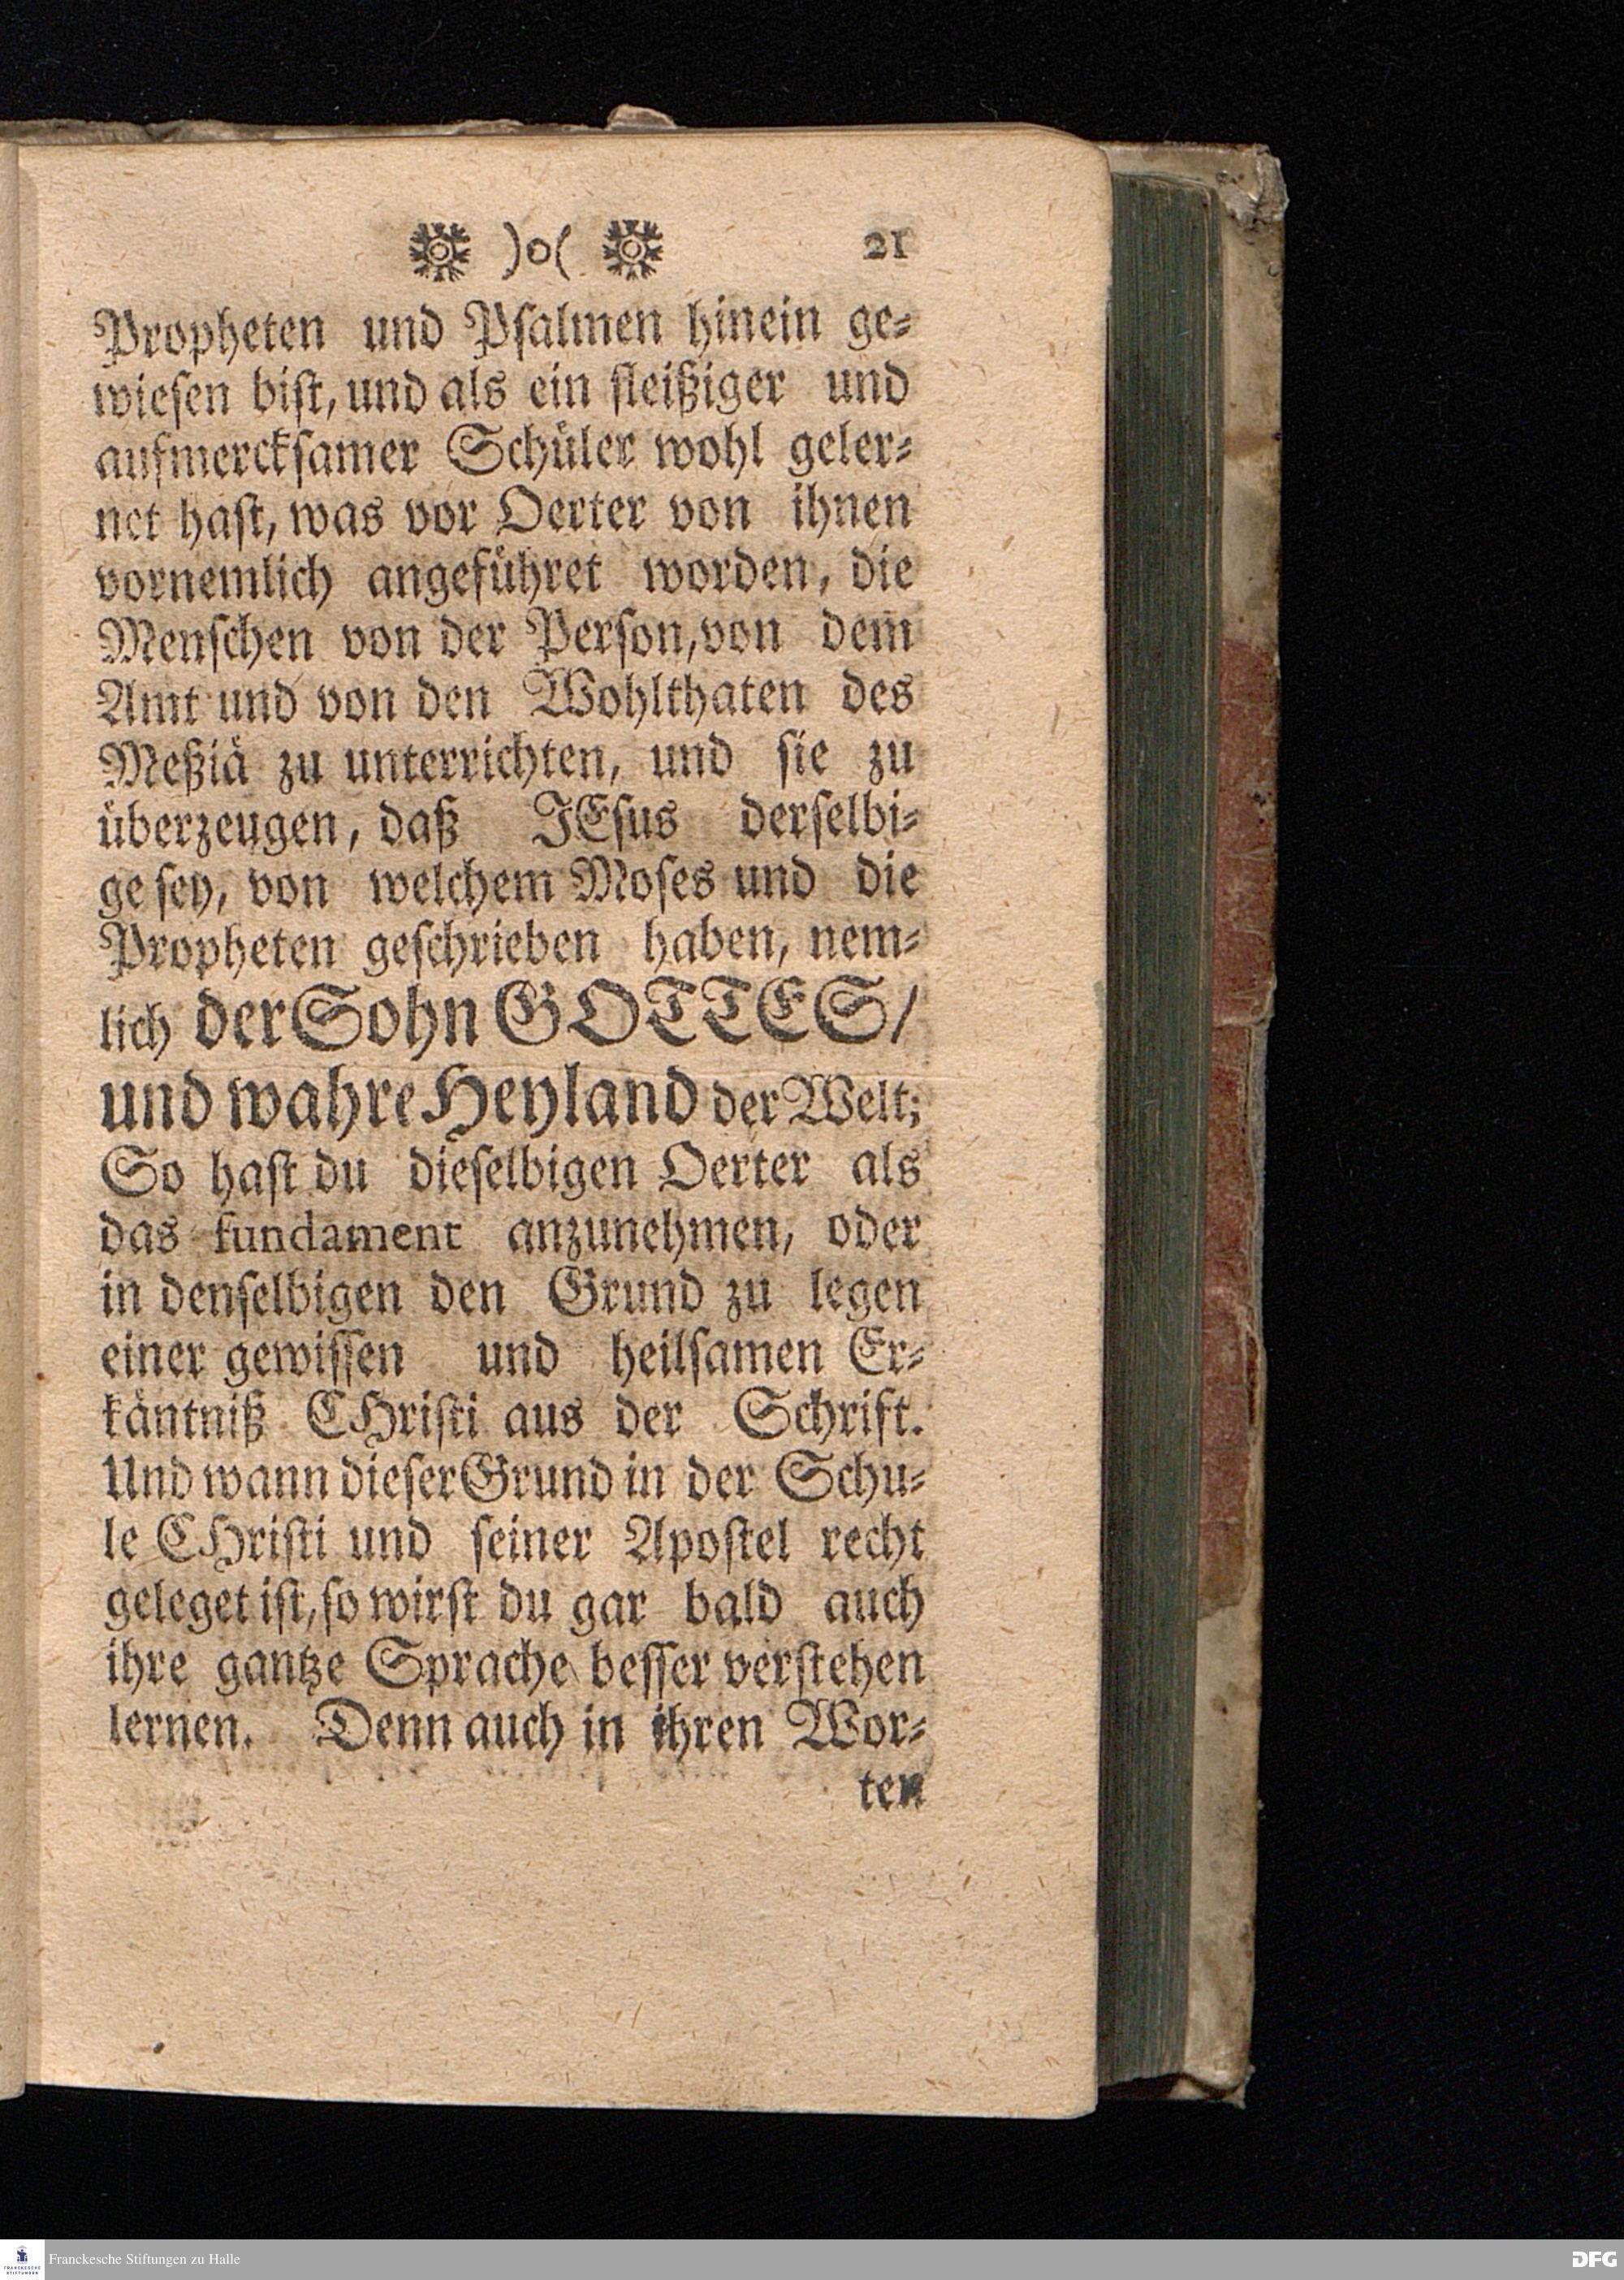 )o( 21
Propheten und Psalmen hinein ge-
wiesen bist, und als ein fleißiger und
aufmercksamer Schüler wohl geler-
net hast, was vor Oerter von ihnen
vornemlich angeführet worden, die
Menschen von der Person, von dem
Amt und von den Wohlthaten des
Meßiä zu unterrichten, und sie zu
überzeugen, daß JEsus derselbi-
ge sey, von welchem Moses und die
Propheten geschrieben haben, nem-
lich der Sohn GOTTES/
und wahre Heyland der Welt;
So hast du dieselbigen Oerter als
das fundament anzunehmen, oder
in denselbigen den Grund zu legen
einer gewissen und heilsamen Er-
käntniß CHristi aus der Schrift.
Und wann dieser Grund in der Schu-
le CHristi und seiner Apostel recht
geleget ist, so wirst du gar bald auch
ihre gantze Sprache besser verstehen
lernen. Denn auch in ihren Wor-
ten
Franckesche Stiftungen zu Halle
DFG